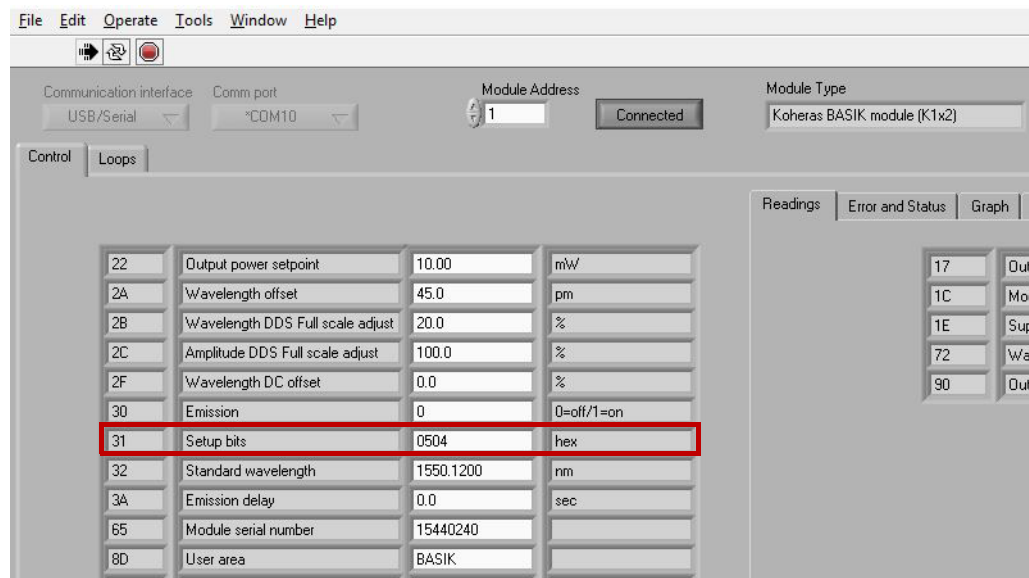 File Edit Operate Tools Window Help
Communication interface Comm port Module Address Module Type
USB/Serial *COM10 1 Connected Koheras BASIK module (K1x2)
Control Loops
Readings Error and Status Graph
22 Output power setpoint 10.00 mW
2A Wavelength offset 45.0 pm
2B Wavelength DDS Full scale adjust 20.0 %
2C Amplitude DDS Full scale adjust 100.0 %
2F Wavelength DC offset 0.0 %
30 Emission 0 0=off/1=on
31 Setup bits 0504 hex
32 Standard wavelength 1550.1200 nm
3A Emission delay 0.0 sec
65 Module serial number 15440240
8D User area BASIK
17 Out
1C Mo
1E Sup
72 Wa
90 Out